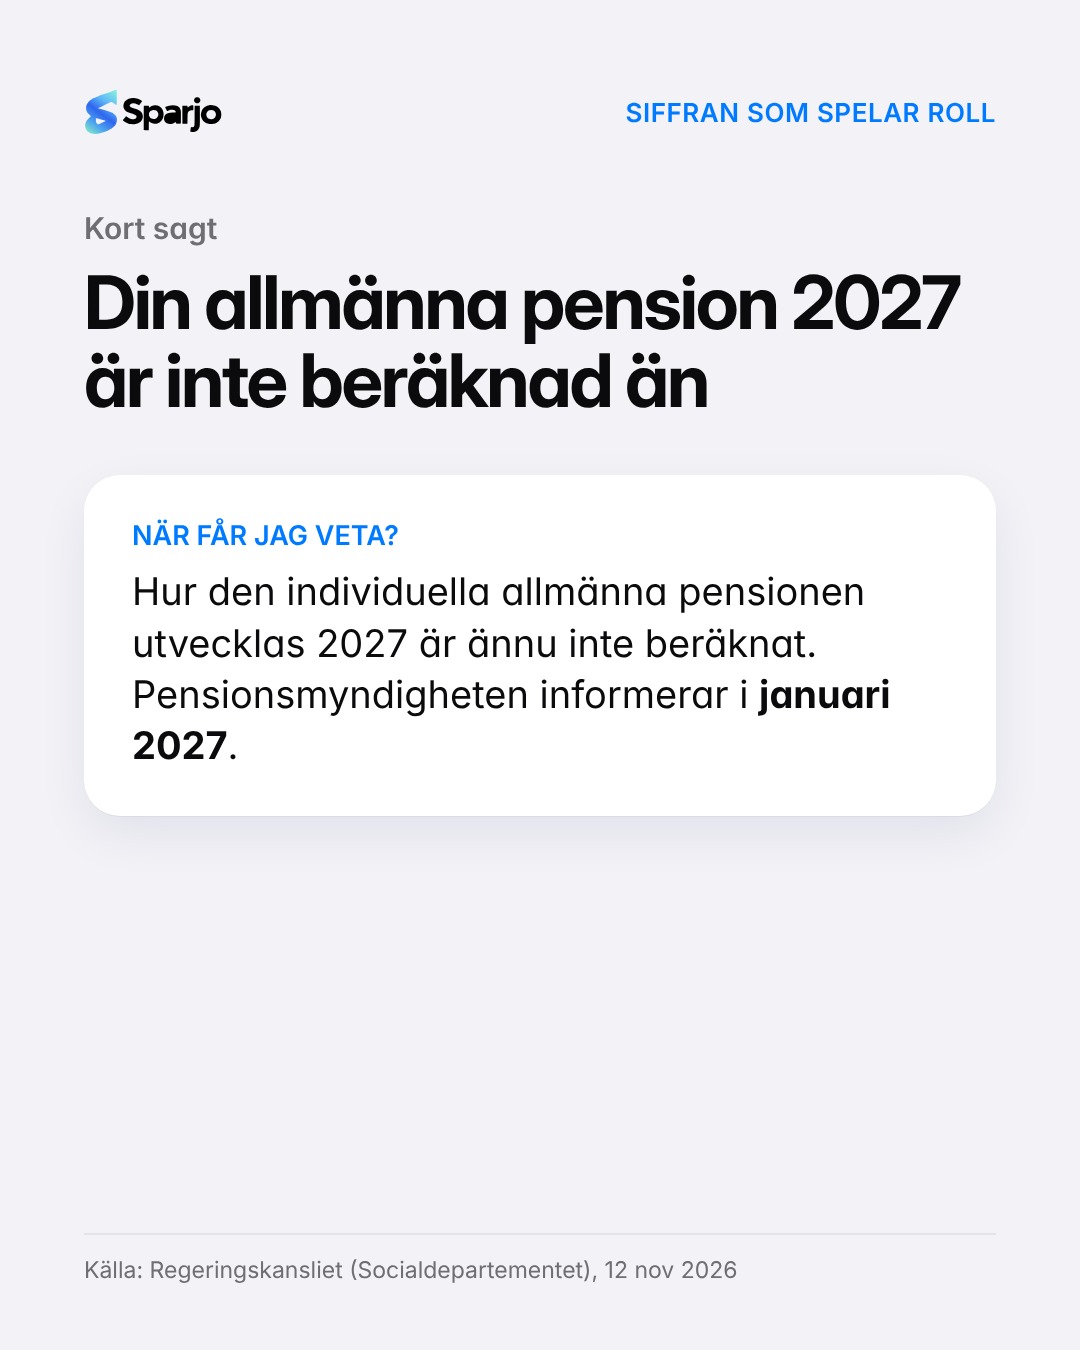 Sparjo
SIFFRAN SOM SPELAR ROLL
Kort sagt
Din allmänna pension 2027
är inte beräknad än
NÄR FÅR JAG VETA?
Hur den individuella allmänna pensionen
utvecklas 2027 är ännu inte beräknat.
Pensionsmyndigheten informerar i januari
2027.
Källa: Regeringskansliet (Socialdepartementet), 12 nov 2026